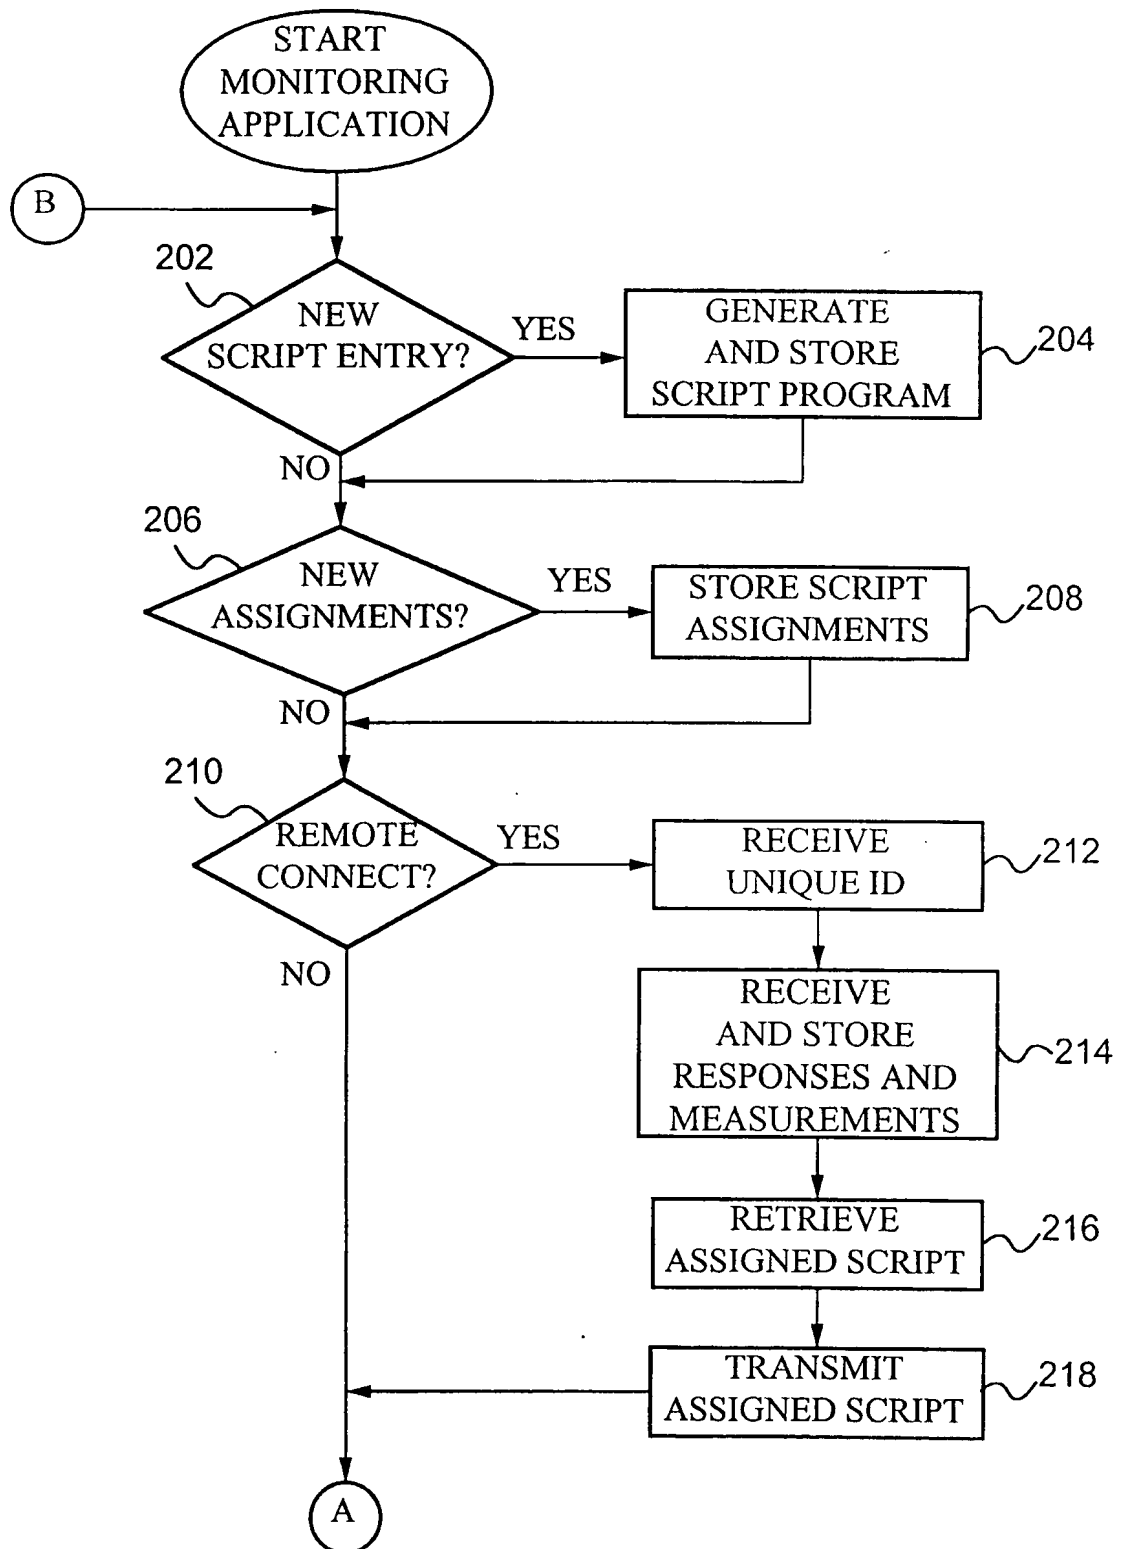 START
MONITORING
APPLICATION
B
202
NEW
SCRIPT ENTRY?
YES
GENERATE
AND STORE
SCRIPT PROGRAM
204
NO
206
NEW
ASSIGNMENTS?
YES
STORE SCRIPT
ASSIGNMENTS
208
NO
210
REMOTE
CONNECT?
YES
RECEIVE
UNIQUE ID
212
NO
RECEIVE
AND STORE
RESPONSES AND
MEASUREMENTS
214
RETRIEVE
ASSIGNED SCRIPT
216
TRANSMIT
ASSIGNED SCRIPT
218
A